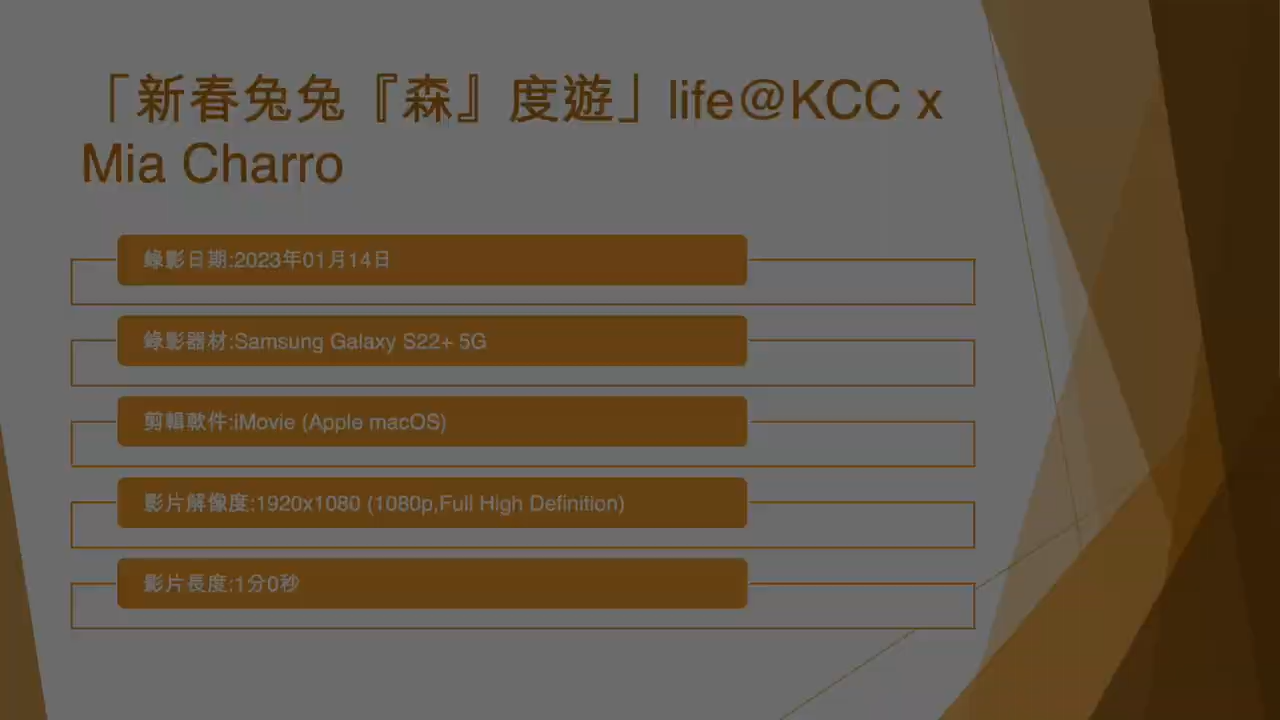 「新春兔兔『森』度遊」life@KCC x
Mia Charro
錄影日期:2023年01月14日
錄影器材:Samsung Galaxy S22+ 5G
剪輯軟件:iMovie (Apple macOS)
影片解像度:1920x1080 (1080p,Full High Definition)
影片長度:1分0秒